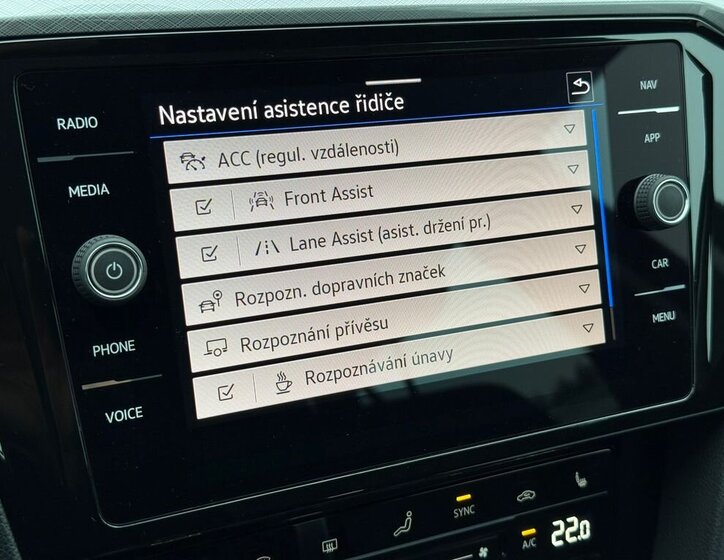 Nastavení asistence řidiče
ACC (regul. vzdálenosti)
Front Assist
Lane Assist (asist. držení pr.)
Rozpozn. dopravních značek
Rozpoznání přívěsu
Rozpoznávání únavy
RADIO
MEDIA
PHONE
VOICE
NAV
APP
CAR
MENU
SYNC
A/C
22.0